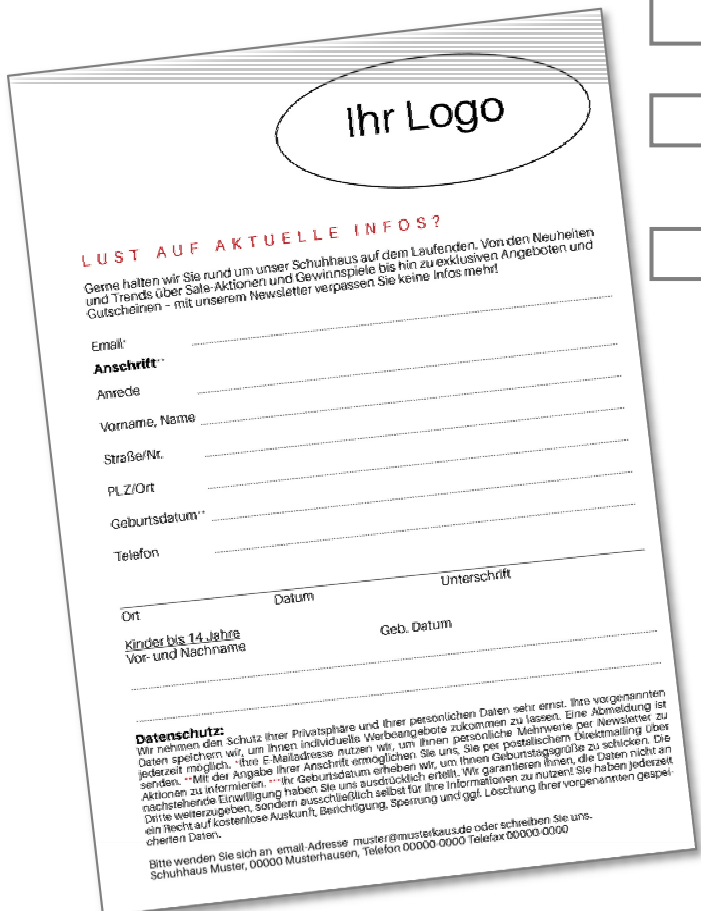 Ihr Logo
LUST AUF AKTUELLE INFOS?
Gerne halten wir Sie rund um unser Schuhhaus auf dem Laufenden. Von den Neuheiten
und Trends über Sale-Aktionen und Gewinnspiele bis hin zu exklusiven Angeboten und
Gutscheinen – mit unserem Newsletter verpassen Sie keine Infos mehr!
Email*
Anschrift**
Anrede
Vorname, Name
Straße/Nr.
PLZ/Ort
Geburtsdatum**
Telefon
Ort Datum Unterschrift
Kinder bis 14 Jahre
Vor- und Nachname Geb. Datum
Datenschutz:
Wir nehmen den Schutz Ihrer Privatsphäre und Ihrer persönlichen Daten sehr ernst. Ihre vorgenannten
Daten speichern wir, um Ihnen individuelle Werbeangebote zukommen zu lassen. Eine Abmeldung ist
jederzeit möglich. *Ihre E-Mailadresse nutzen wir, um Ihnen persönliche Mehrwerte per Newsletter zu
senden. **Mit der Angabe Ihrer Anschrift ermöglichen Sie uns, Sie per postalischem Direktmailing über
Aktionen zu informieren. ***Ihr Geburtsdatum erheben wir, um Ihnen Geburtstagsgrüße zu schicken. Die
nachstehende Einwilligung haben Sie uns ausdrücklich erteilt. Wir garantieren Ihnen, die Daten nicht an
Dritte weiterzugeben, sondern ausschließlich selbst für Ihre Informationen zu nutzen! Sie haben jederzeit
ein Recht auf kostenlose Auskunft, Berichtigung, Sperrung und ggf. Löschung Ihrer vorgenannten gespei-
cherten Daten.
Bitte wenden Sie sich an email-Adresse muster@musterkaus.de oder schreiben Sie uns.
Schuhhaus Muster, 00000 Musterhausen, Telefon 00000-0000 Telefax 00000-0000